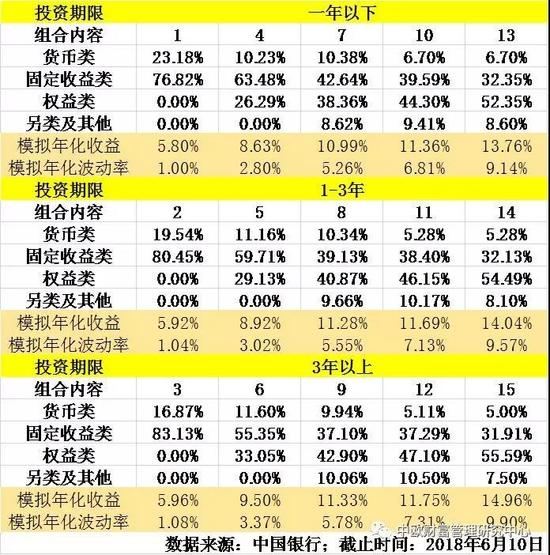 投资期限 一年以下
组合内容 1 4 7 10 13
货币类 23.18% 10.23% 10.38% 6.70% 6.70%
固定收益类 76.82% 63.48% 42.64% 39.59% 32.35%
权益类 0.00% 26.29% 38.36% 44.30% 52.35%
另类及其他 0.00% 0.00% 8.62% 9.41% 8.60%
模拟年化收益 5.80% 8.63% 10.99% 11.36% 13.76%
模拟年化波动率 1.00% 2.80% 5.26% 6.81% 9.14%
投资期限 1-3年
组合内容 2 5 8 11 14
货币类 19.54% 11.16% 10.34% 5.28% 5.28%
固定收益类 80.45% 59.71% 39.13% 38.40% 32.13%
权益类 0.00% 29.13% 40.87% 46.15% 54.49%
另类及其他 0.00% 0.00% 9.66% 10.17% 8.10%
模拟年化收益 5.92% 8.92% 11.28% 11.69% 14.04%
模拟年化波动率 1.04% 3.02% 5.55% 7.13% 9.57%
投资期限 3年以上
组合内容 3 6 9 12 15
货币类 16.87% 11.60% 9.94% 5.11% 5.00%
固定收益类 83.13% 55.35% 37.10% 37.29% 31.91%
权益类 0.00% 33.05% 42.90% 47.10% 55.59%
另类及其他 0.00% 0.00% 10.06% 10.50% 7.50%
模拟年化收益 5.96% 9.50% 11.33% 11.75% 14.96%
模拟年化波动率 1.08% 3.37% 5.78% 7.31% 9.90%
中欧财富管理研究中心
数据来源：中国银行；截止时间：2018年6月10日